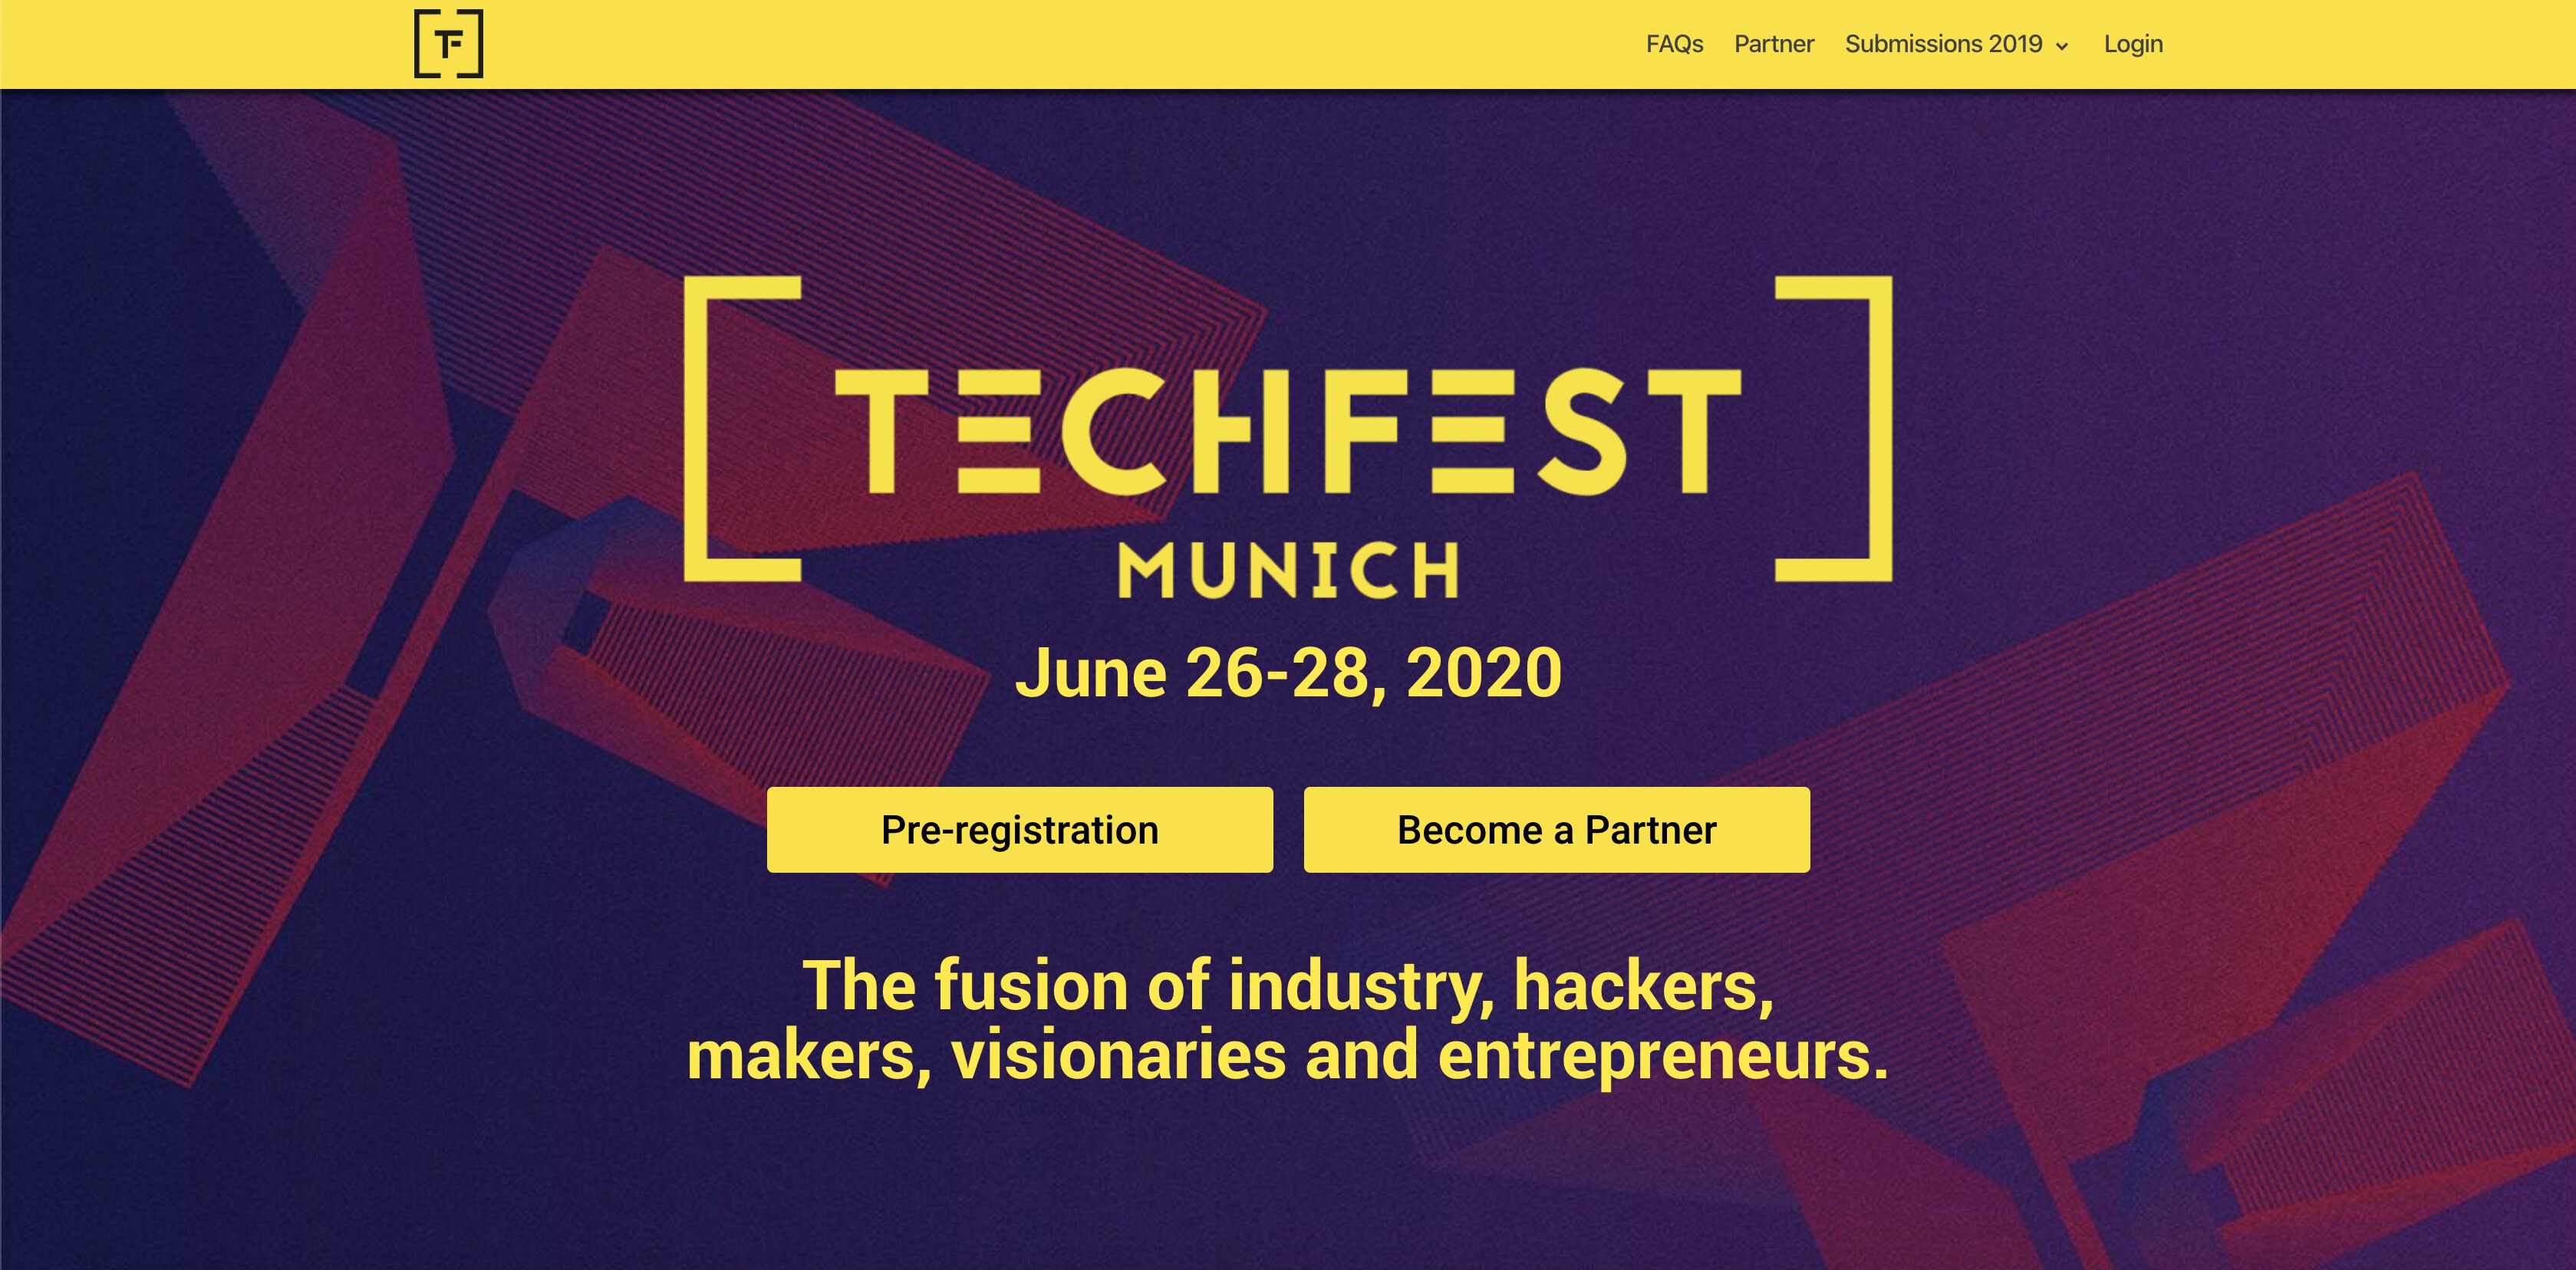 TF
FAQs Partner Submissions 2019 Login
TECHFEST
MUNICH
June 26-28, 2020
Pre-registration Become a Partner
The fusion of industry, hackers,
makers, visionaries and entrepreneurs.